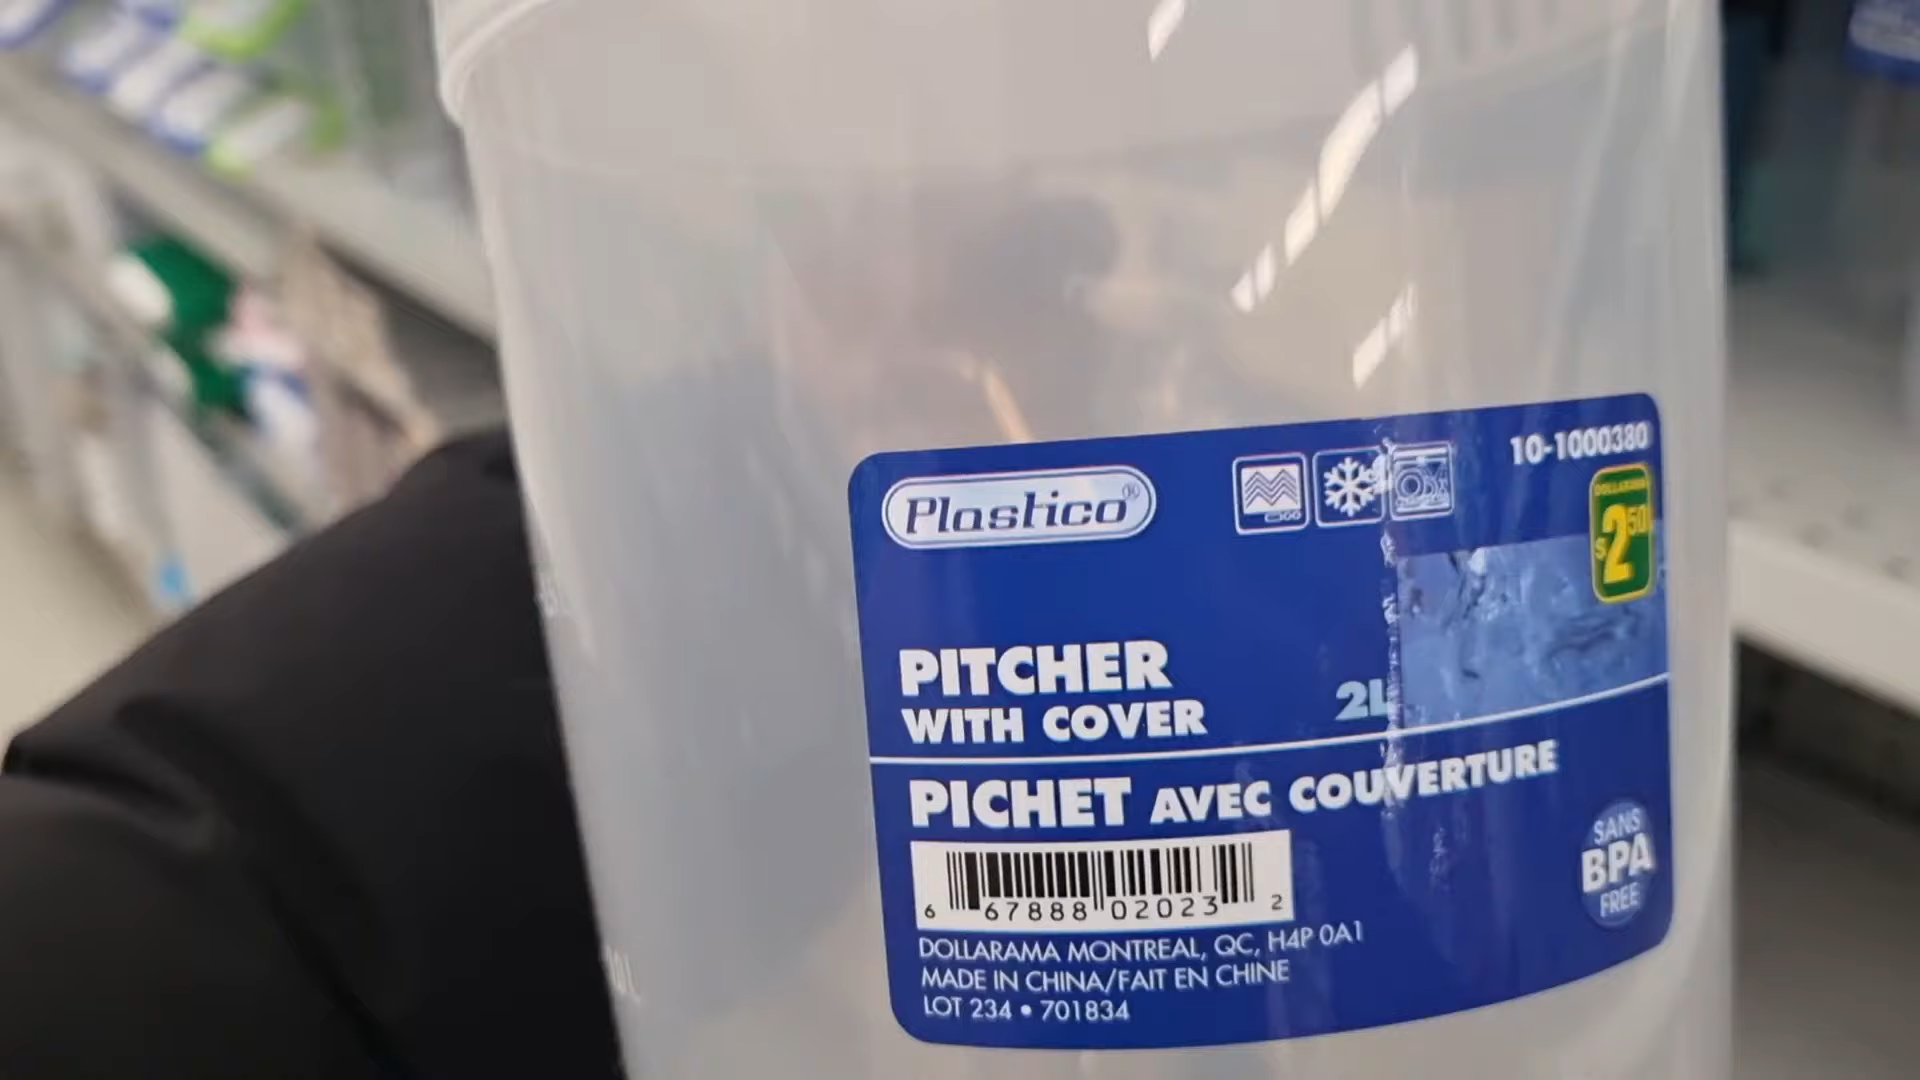 Plastico®
10-1000380
DOLLARAMA
$2.50
PITCHER
WITH COVER
2L
PICHET AVEC COUVERTURE
6 67888 02023 2
SANS
BPA
FREE
DOLLARAMA MONTREAL, QC, H4P 0A1
MADE IN CHINA/FAIT EN CHINE
LOT 234 • 701834